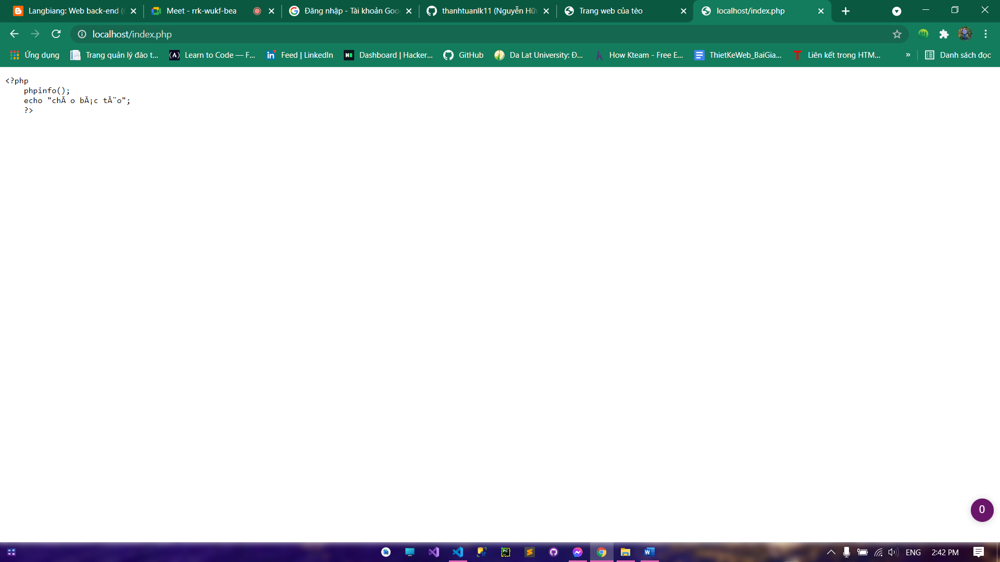 Langbiang: Web back-end (
Meet - rrk-wukf-bea
Đăng nhập - Tài khoản Goo
thanhtuanlk11 (Nguyễn Hữ
Trang web của tèo
localhost/index.php
localhost/index.php
Ứng dụng
Trang quản lý đào t...
Learn to Code — F...
Feed | LinkedIn
Dashboard | Hacker...
GitHub
Da Lat University: Đ...
How Kteam - Free E...
ThietKeWeb_BaiGia...
Liên kết trong HTM...
»
Danh sách đọc
<?php
    phpinfo();
    echo "chĂ o bĂ¡c tĂ¨o";
    ?>
0
ENG
2:42 PM